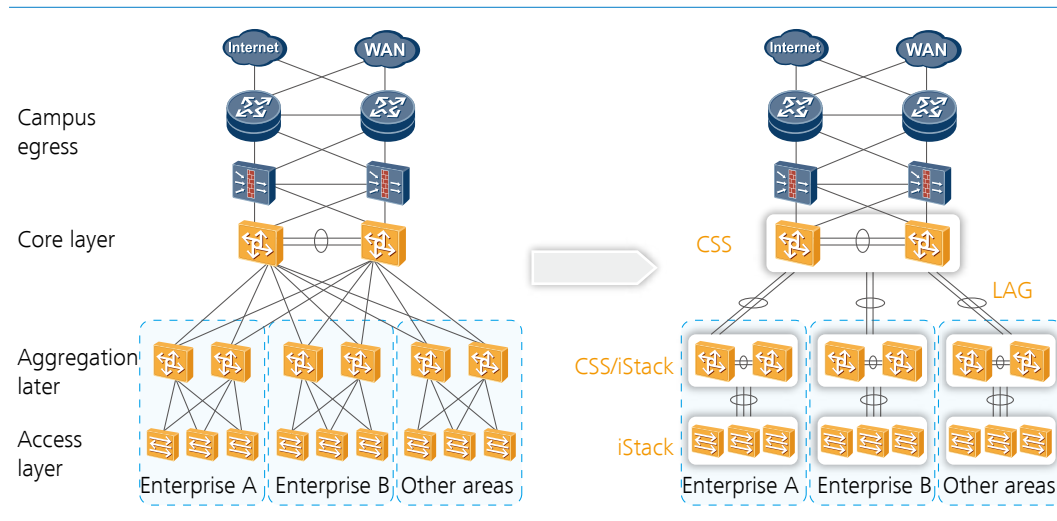 Internet
WAN
Campus
egress
Core layer
Aggregation
later
Access
layer
Enterprise A
Enterprise B
Other areas
Internet
WAN
CSS
LAG
CSS/iStack
iStack
Enterprise A
Enterprise B
Other areas